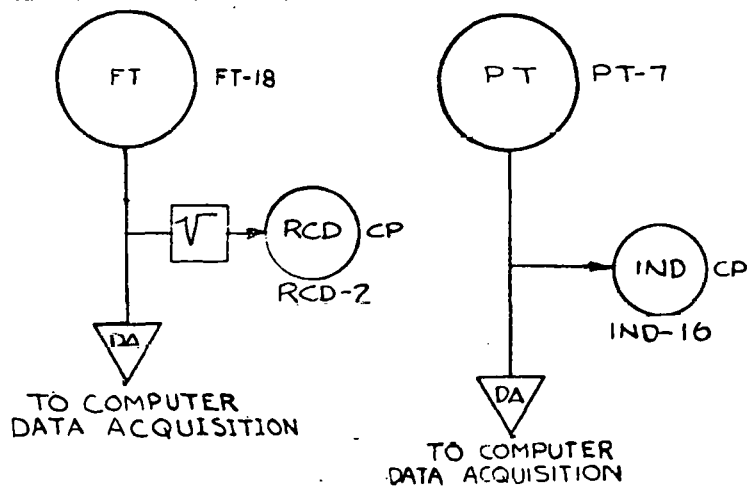 FT
FT-18
√
RCD
CP
RCD-2
DA
TO COMPUTER
DATA ACQUISITION
PT
PT-7
IND
CP
IND-16
DA
TO COMPUTER
DATA ACQUISITION